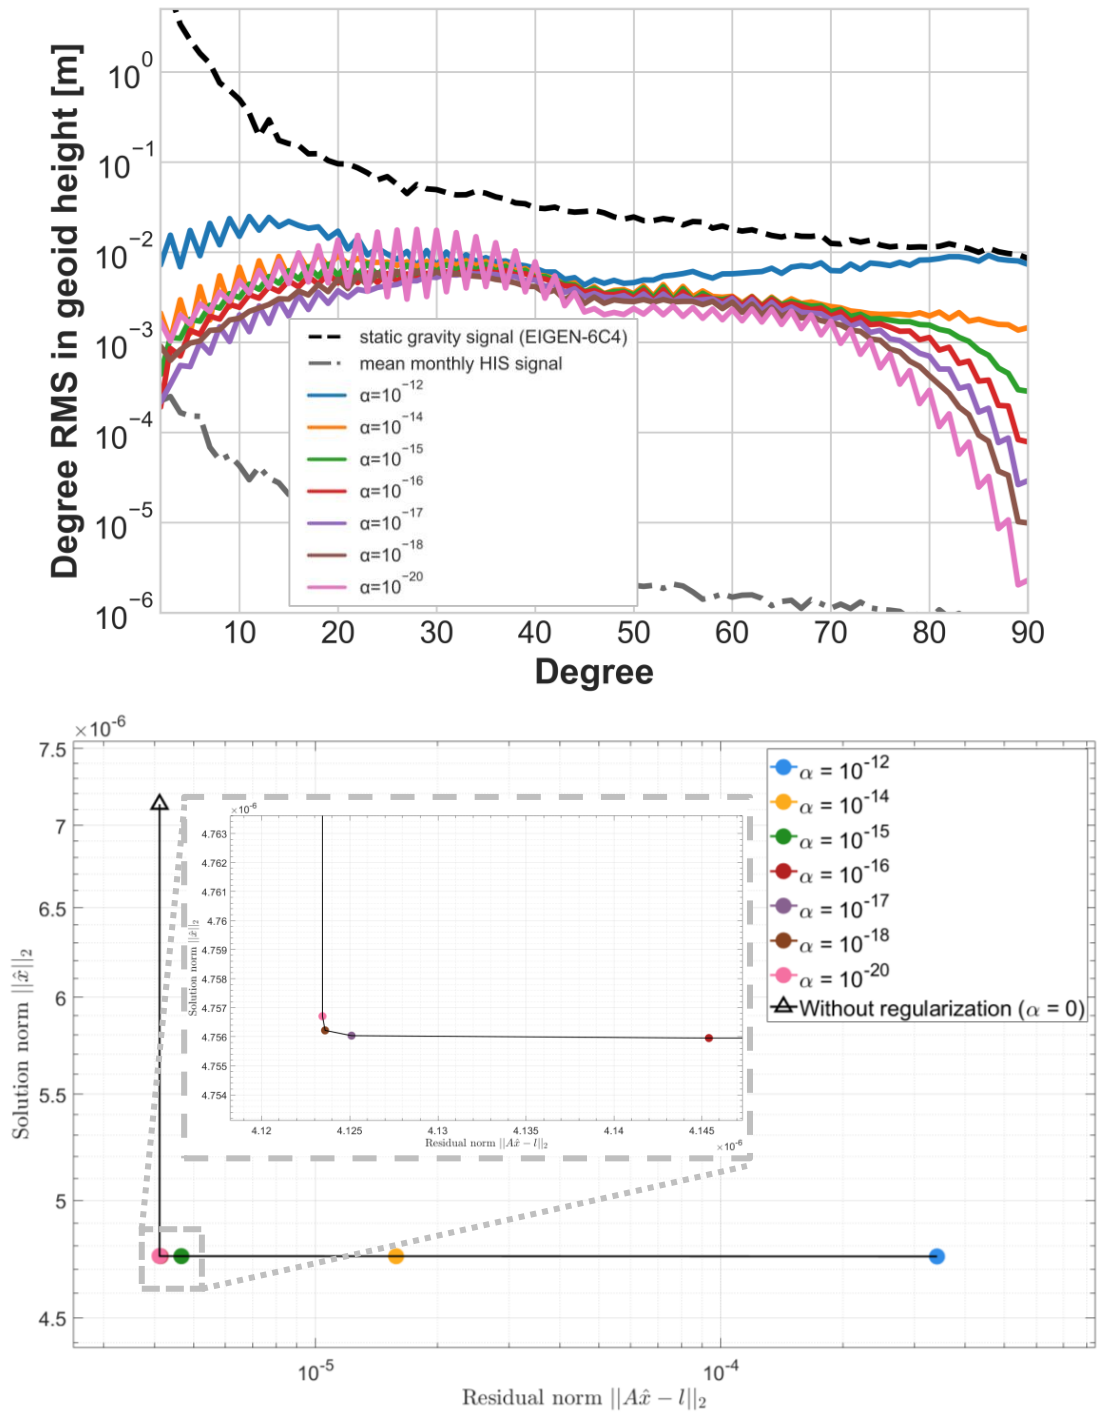 Degree RMS in geoid height [m]
10^0
10^-1
10^-2
10^-3
10^-4
10^-5
10^-6
static gravity signal (EIGEN-6C4)
mean monthly HIS signal
α=10^-12
α=10^-14
α=10^-15
α=10^-16
α=10^-17
α=10^-18
α=10^-20
10 20 30 40 50 60 70 80 90
Degree
×10^-6
7.5
7
6.5
6
5.5
5
4.5
Solution norm ||x̂||_2
α = 10^-12
α = 10^-14
α = 10^-15
α = 10^-16
α = 10^-17
α = 10^-18
α = 10^-20
Without regularization (α = 0)
×10^-6
4.763
4.762
4.761
4.76
4.759
4.758
4.757
4.756
4.755
4.754
Solution norm ||x̂||_2
4.12 4.125 4.13 4.135 4.14 4.145
Residual norm ||Ax̂ − l||_2
×10^-6
10^-5 10^-4
Residual norm ||Ax̂ − l||_2